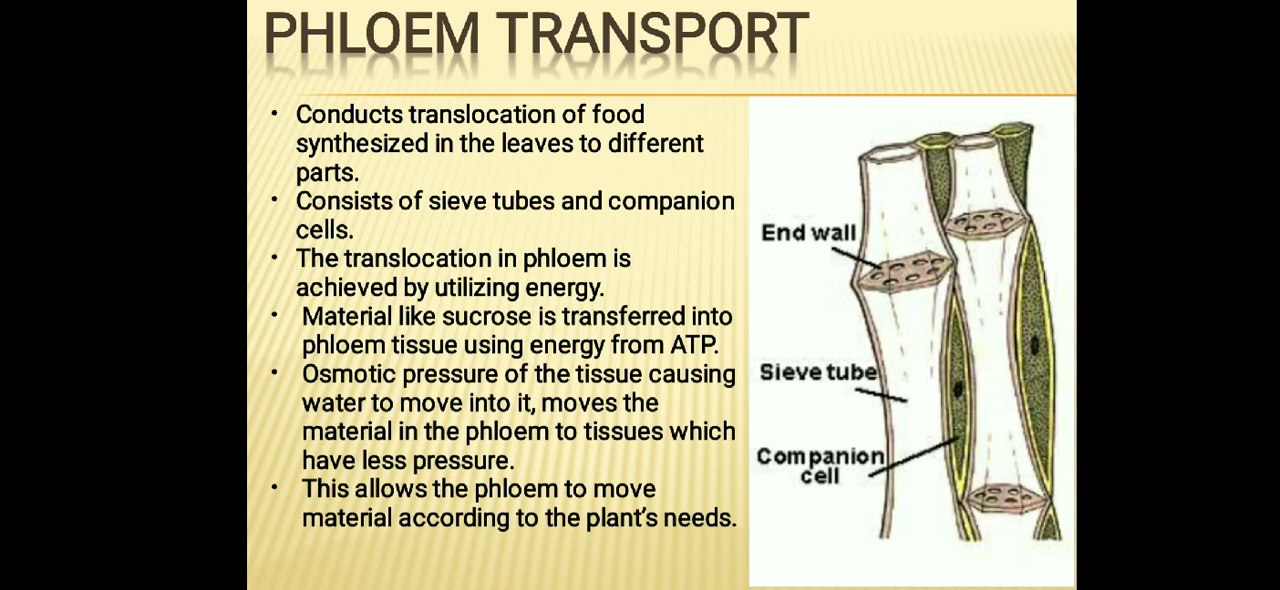 PHLOEM TRANSPORT
• Conducts translocation of food
synthesized in the leaves to different
parts.
• Consists of sieve tubes and companion
cells.
• The translocation in phloem is
achieved by utilizing energy.
• Material like sucrose is transferred into
phloem tissue using energy from ATP.
• Osmotic pressure of the tissue causing
water to move into it, moves the
material in the phloem to tissues which
have less pressure.
• This allows the phloem to move
material according to the plant's needs.
End wall
Sieve tube
Companion
cell